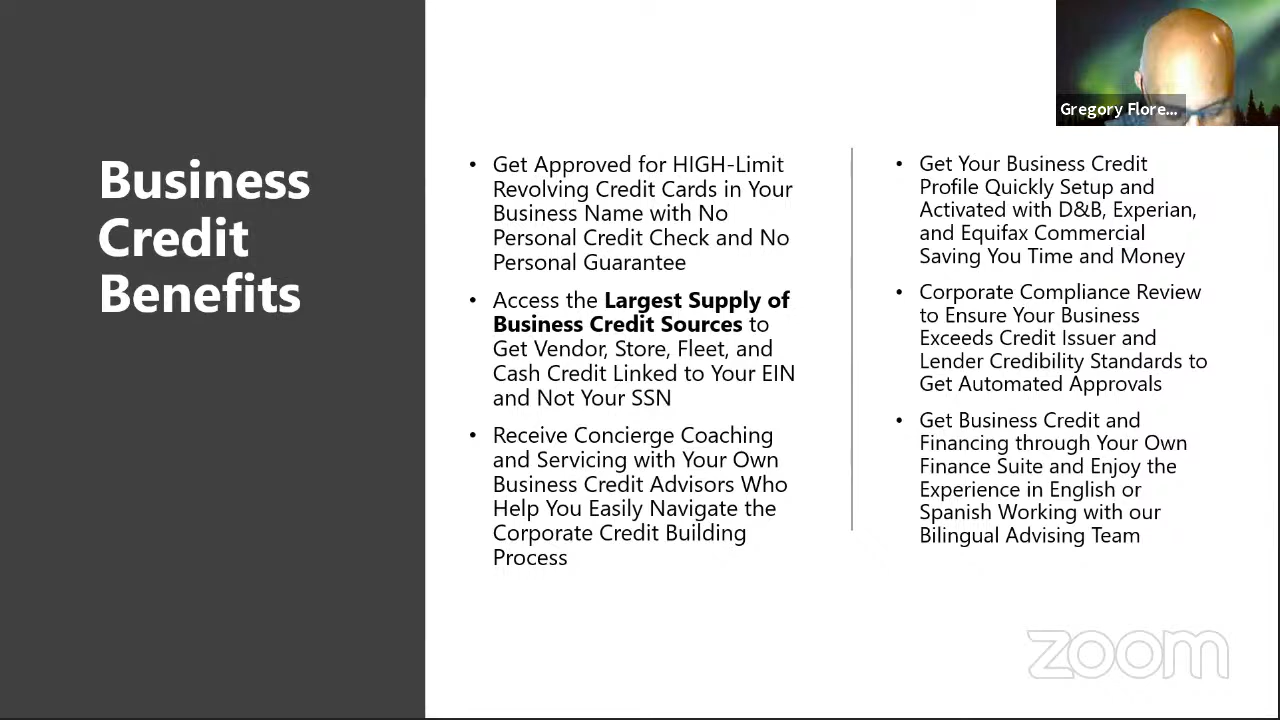 Gregory Flore...
Business
Credit
Benefits
• Get Approved for HIGH-Limit
Revolving Credit Cards in Your
Business Name with No
Personal Credit Check and No
Personal Guarantee
• Access the Largest Supply of
Business Credit Sources to
Get Vendor, Store, Fleet, and
Cash Credit Linked to Your EIN
and Not Your SSN
• Receive Concierge Coaching
and Servicing with Your Own
Business Credit Advisors Who
Help You Easily Navigate the
Corporate Credit Building
Process
• Get Your Business Credit
Profile Quickly Setup and
Activated with D&B, Experian,
and Equifax Commercial
Saving You Time and Money
• Corporate Compliance Review
to Ensure Your Business
Exceeds Credit Issuer and
Lender Credibility Standards to
Get Automated Approvals
• Get Business Credit and
Financing through Your Own
Finance Suite and Enjoy the
Experience in English or
Spanish Working with our
Bilingual Advising Team
zoom